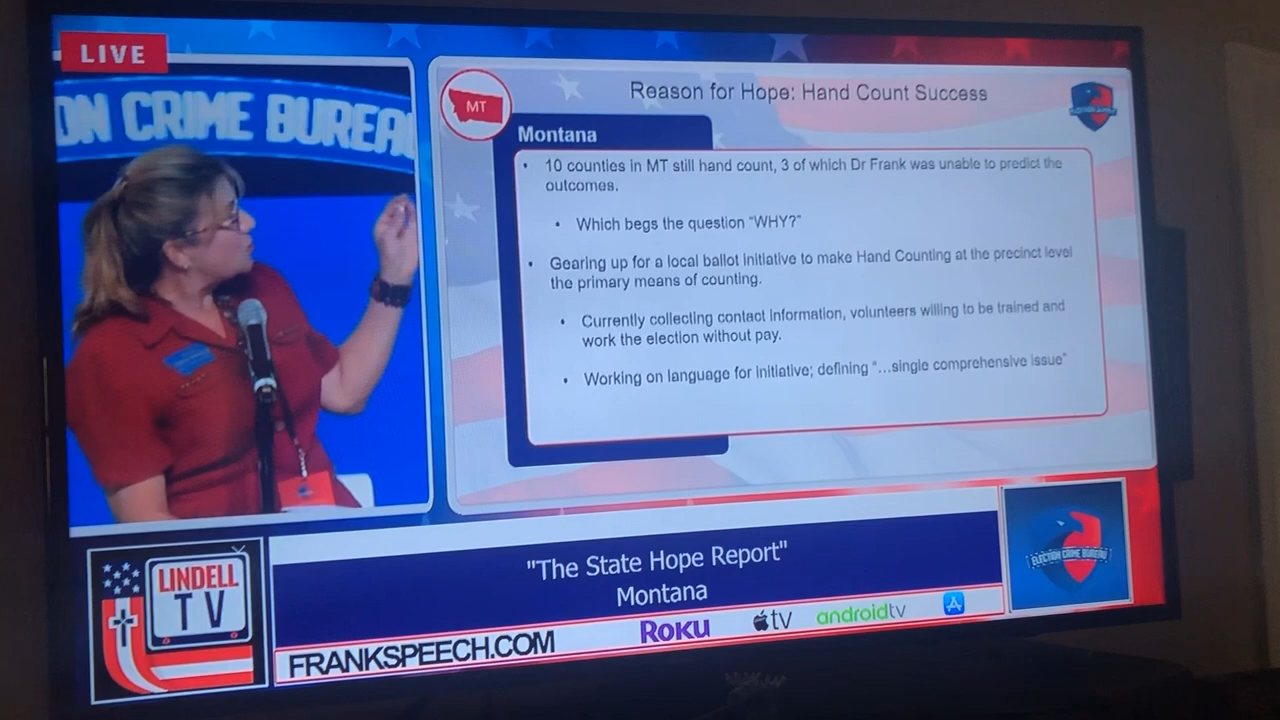 LIVE
ON CRIME BUREAU
MT
Reason for Hope: Hand Count Success
Montana
• 10 counties in MT still hand count, 3 of which Dr Frank was unable to predict the
outcomes.
• Which begs the question "WHY?"
• Gearing up for a local ballot initiative to make Hand Counting at the precinct level
the primary means of counting.
• Currently collecting contact information, volunteers willing to be trained and
work the election without pay.
• Working on language for Initiative; defining "...single comprehensive issue"
LINDELL
TV
"The State Hope Report"
Montana
FRANKSPEECH.COM
ROKU
tv
androidtv
ELECTION CRIME BUREAU